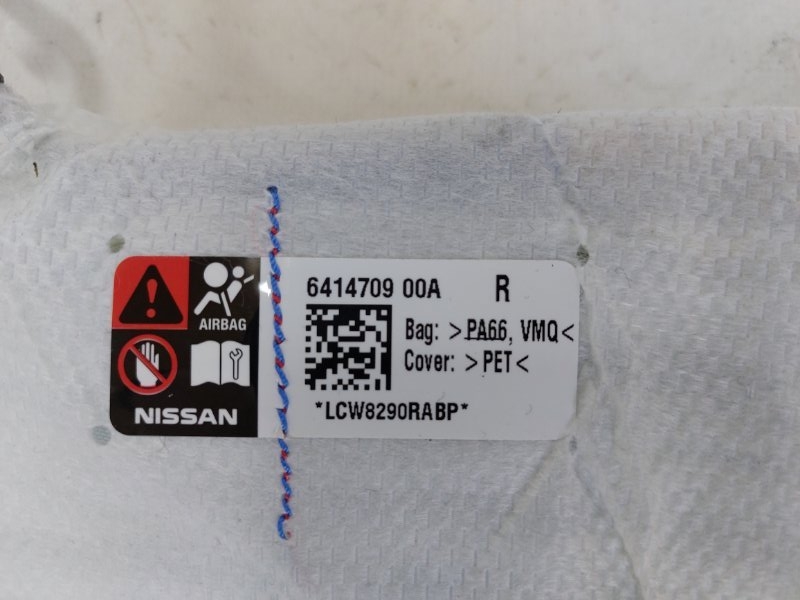 AIRBAG
NISSAN
6414709 00A R
Bag: >PA66, VMQ<
Cover: >PET<
*LCW8290RABP*